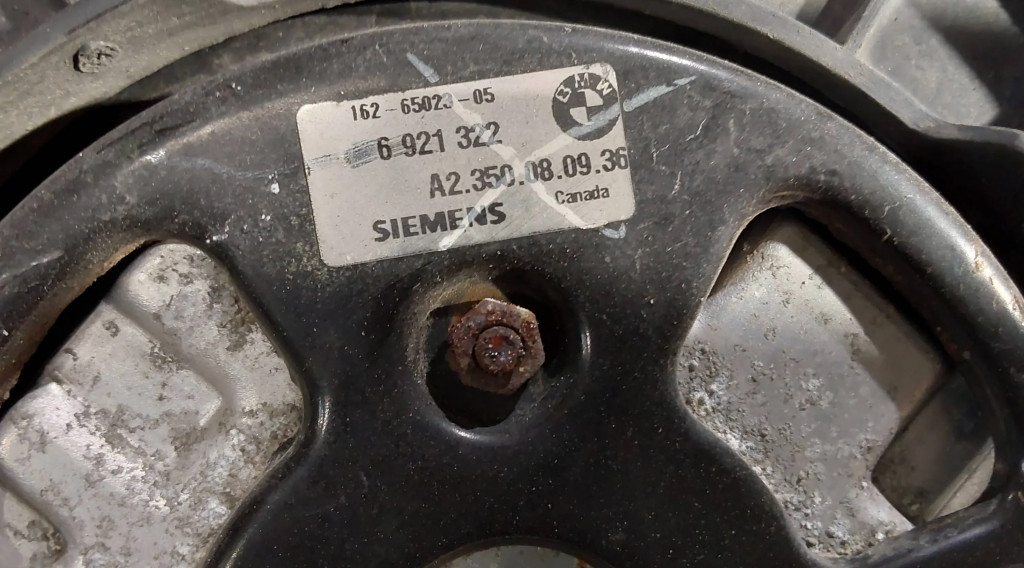 162-65023-05
BMW
6 921 322
A2.350.08.09.36
Canada
SIEMENS